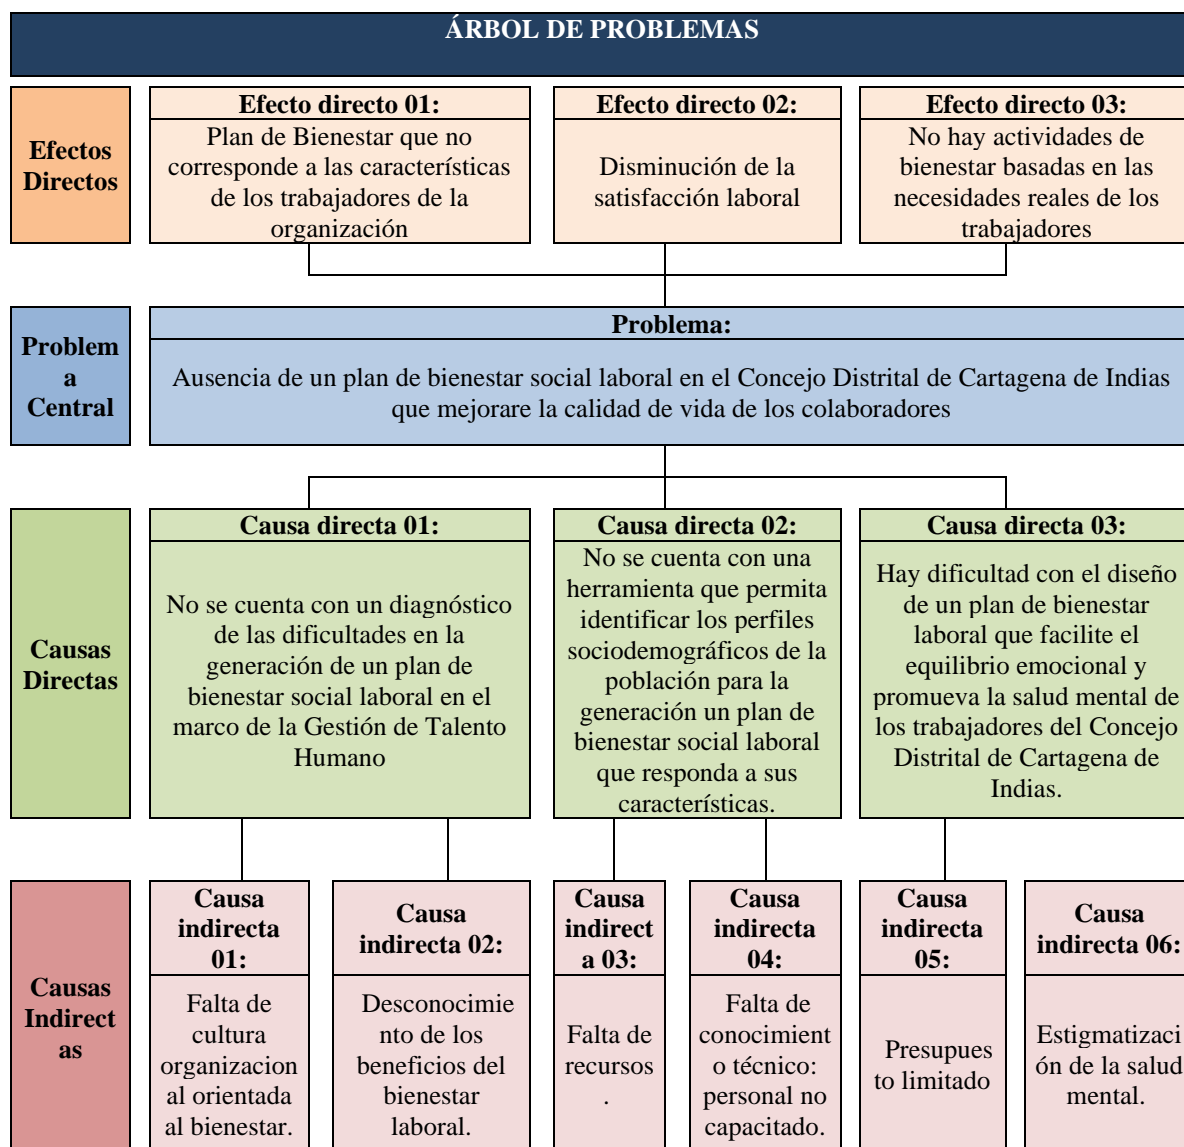 ÁRBOL DE PROBLEMAS
Efectos
Directos
Efecto directo 01:
Plan de Bienestar que no
corresponde a las características
de los trabajadores de la
organización
Efecto directo 02:
Disminución de la
satisfacción laboral
Efecto directo 03:
No hay actividades de
bienestar basadas en las
necesidades reales de los
trabajadores
Problem
a
Central
Problema:
Ausencia de un plan de bienestar social laboral en el Concejo Distrital de Cartagena de Indias
que mejorare la calidad de vida de los colaboradores
Causas
Directas
Causa directa 01:
No se cuenta con un diagnóstico
de las dificultades en la
generación de un plan de
bienestar social laboral en el
marco de la Gestión de Talento
Humano
Causa directa 02:
No se cuenta con una
herramienta que permita
identificar los perfiles
sociodemográficos de la
población para la
generación un plan de
bienestar social laboral
que responda a sus
características.
Causa directa 03:
Hay dificultad con el diseño
de un plan de bienestar
laboral que facilite el
equilibrio emocional y
promueva la salud mental de
los trabajadores del Concejo
Distrital de Cartagena de
Indias.
Causas
Indirect
as
Causa
indirecta
01:
Falta de
cultura
organizacion
al orientada
al bienestar.
Causa
indirecta 02:
Desconocimie
nto de los
beneficios del
bienestar
laboral.
Causa
indirect
a 03:
Falta de
recursos
.
Causa
indirecta
04:
Falta de
conocimient
o técnico:
personal no
capacitado.
Causa
indirecta
05:
Presupues
to limitado
Causa
indirecta 06:
Estigmatizaci
ón de la salud
mental.